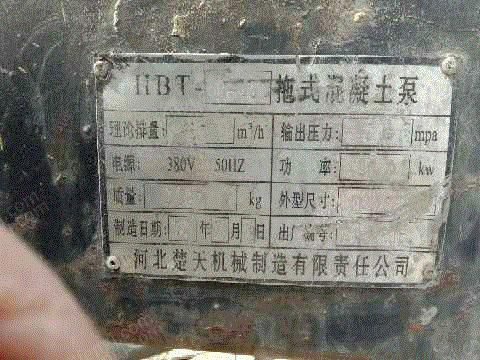 HBT- 拖式混凝土泵
理论排量: m³/h 输出压力: mpa
电源: 380V 50HZ 功 率: kw
质量: kg 外型尺寸:
制造日期: 年 月 日 出厂编号:
河北楚大机械制造有限责任公司